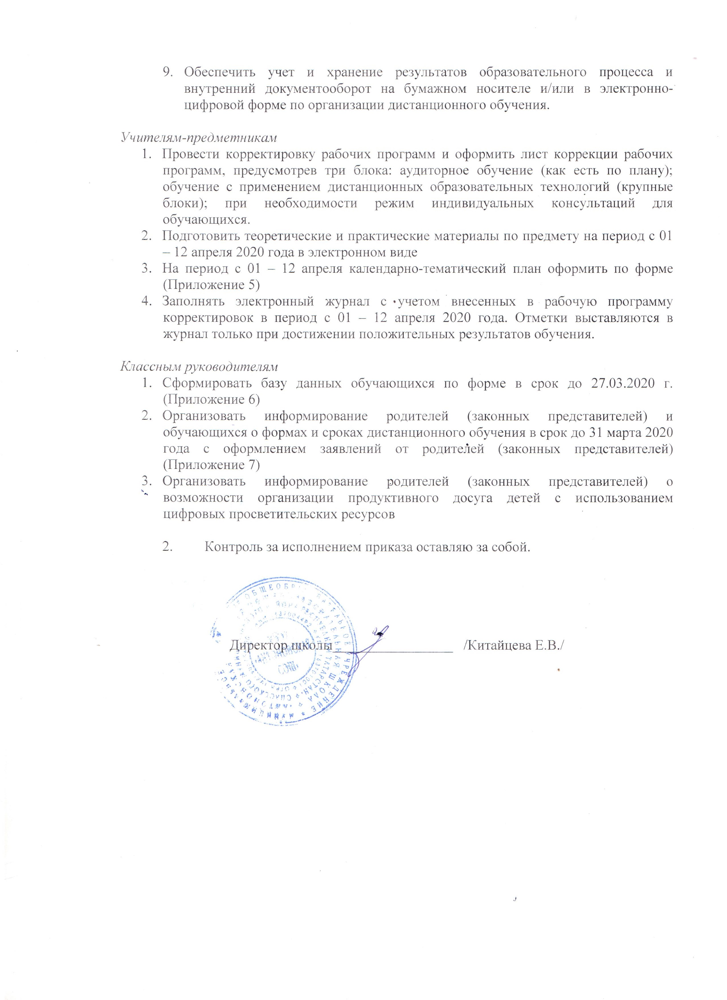 9. Обеспечить учет и хранение результатов образовательного процесса и
внутренний документооборот на бумажном носителе и/или в электронно-
цифровой форме по организации дистанционного обучения.
Учителям-предметникам
1. Провести корректировку рабочих программ и оформить лист коррекции рабочих
программ, предусмотрев три блока: аудиторное обучение (как есть по плану);
обучение с применением дистанционных образовательных технологий (крупные
блоки); при необходимости режим индивидуальных консультаций для
обучающихся.
2. Подготовить теоретические и практические материалы по предмету на период с 01
– 12 апреля 2020 года в электронном виде
3. На период с 01 – 12 апреля календарно-тематический план оформить по форме
(Приложение 5)
4. Заполнять электронный журнал с учетом внесенных в рабочую программу
корректировок в период с 01 – 12 апреля 2020 года. Отметки выставляются в
журнал только при достижении положительных результатов обучения.
Классным руководителям
1. Сформировать базу данных обучающихся по форме в срок до 27.03.2020 г.
(Приложение 6)
2. Организовать информирование родителей (законных представителей) и
обучающихся о формах и сроках дистанционного обучения в срок до 31 марта 2020
года с оформлением заявлений от родителей (законных представителей)
(Приложение 7)
3. Организовать информирование родителей (законных представителей) о
возможности организации продуктивного досуга детей с использованием
цифровых просветительских ресурсов
2. Контроль за исполнением приказа оставляю за собой.
Директор школы /Китайцева Е.В./
УЧРЕЖДЕНИЕ
ШКОЛА
ТАТАРСТАН
СОШ